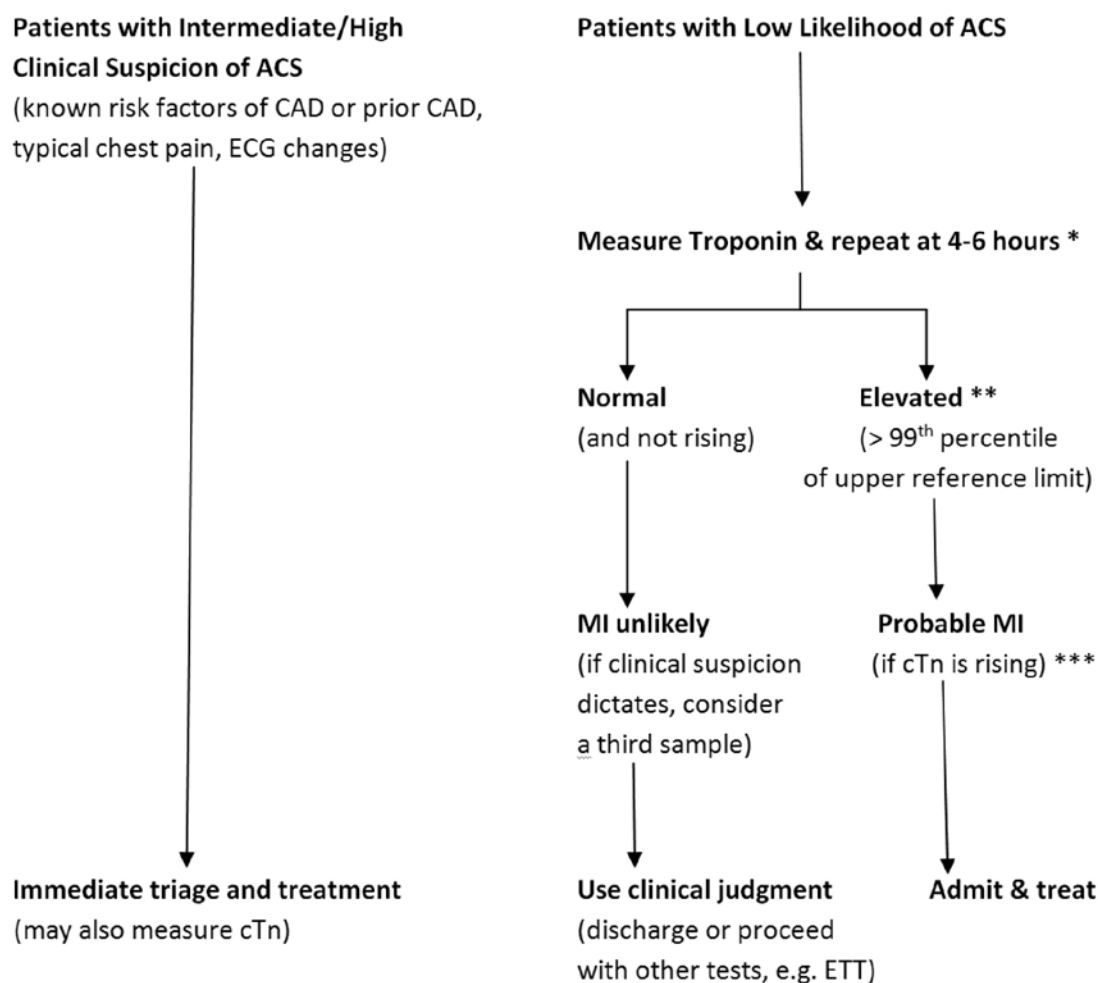 Patients with Intermediate/High
Clinical Suspicion of ACS
(known risk factors of CAD or prior CAD,
typical chest pain, ECG changes)
Immediate triage and treatment
(may also measure cTn)
Patients with Low Likelihood of ACS
Measure Troponin & repeat at 4-6 hours *
Normal
(and not rising)
MI unlikely
(if clinical suspicion
dictates, consider
a third sample)
Use clinical judgment
(discharge or proceed
with other tests, e.g. ETT)
Elevated **
(> 99th percentile
of upper reference limit)
Probable MI
(if cTn is rising) ***
Admit & treat